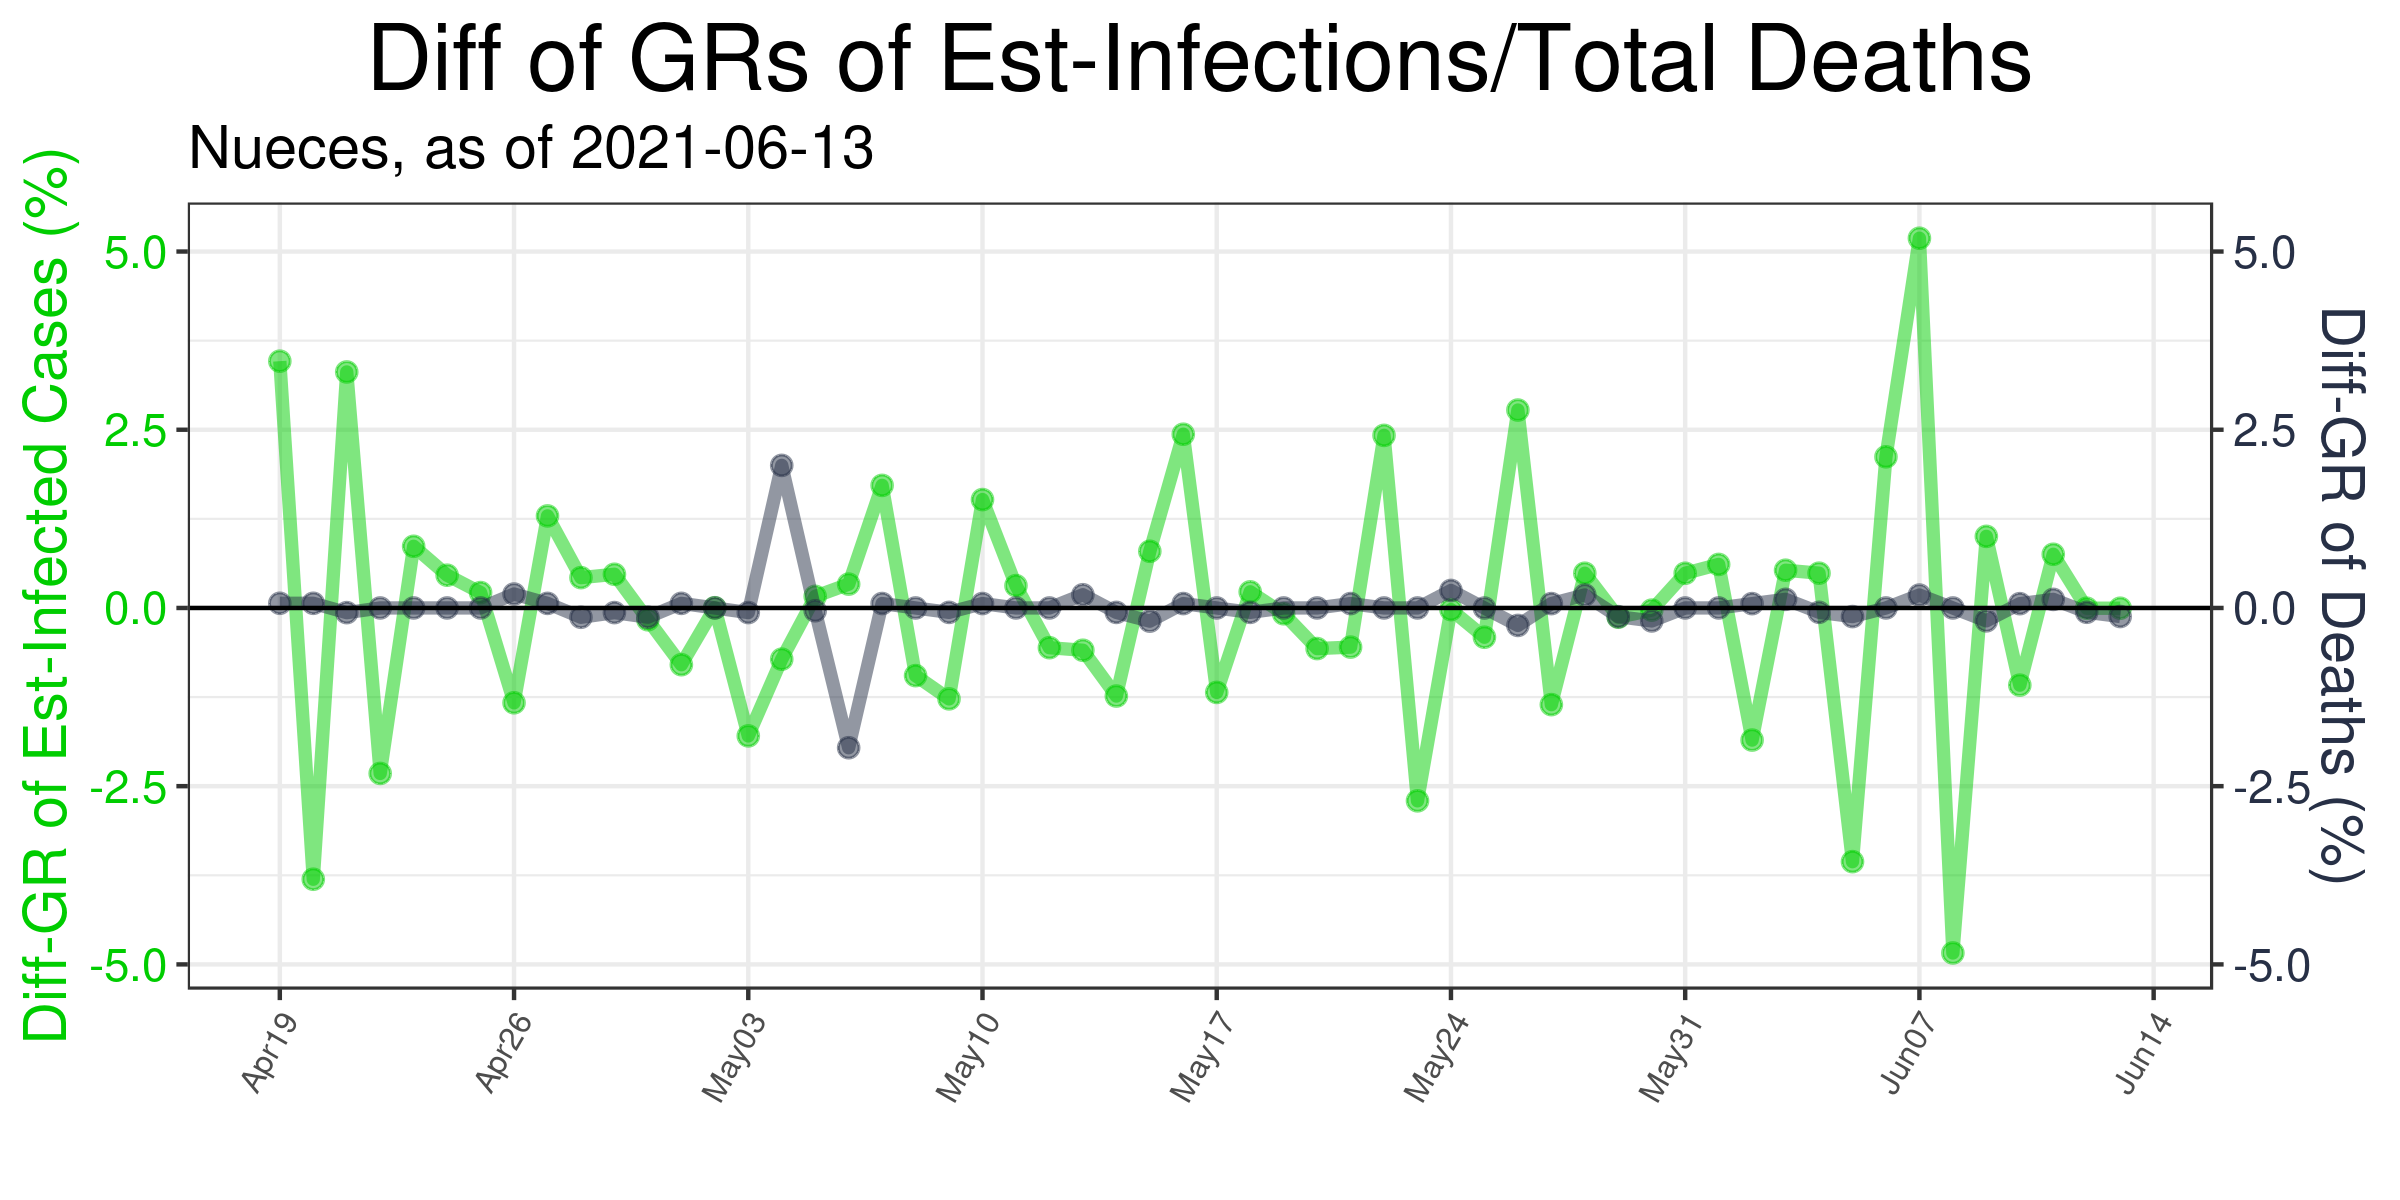 Diff of GRs of Est-Infections/Total Deaths
Nueces, as of 2021-06-13
Diff-GR of Est-Infected Cases (%)
5.0
2.5
0.0
-2.5
-5.0
5.0
2.5
0.0
-2.5
-5.0
Diff-GR of Deaths (%)
Apr19
Apr26
May03
May10
May17
May24
May31
Jun07
Jun14